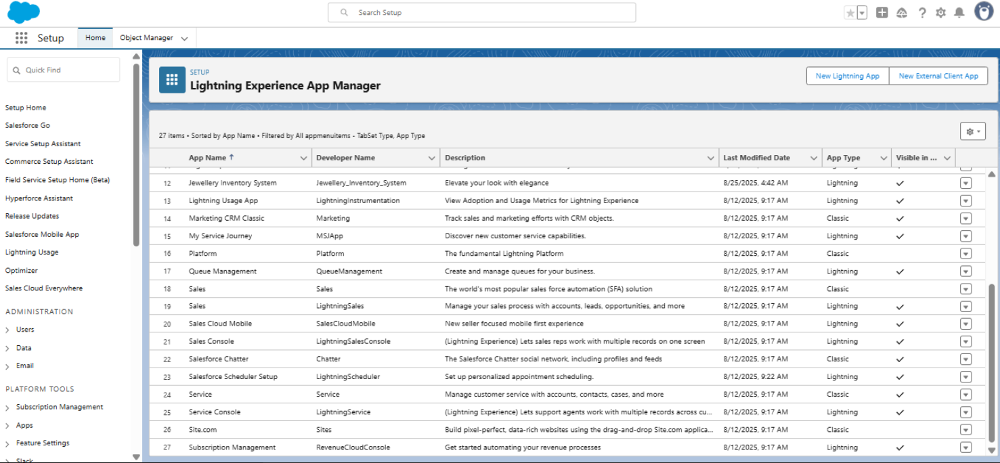 Search Setup
Setup Home Object Manager
Quick Find
Setup Home
Salesforce Go
Service Setup Assistant
Commerce Setup Assistant
Field Service Setup Home (Beta)
Hyperforce Assistant
Release Updates
Salesforce Mobile App
Lightning Usage
Optimizer
Sales Cloud Everywhere
ADMINISTRATION
Users
Data
Email
PLATFORM TOOLS
Subscription Management
Apps
Feature Settings
Slack
SETUP
Lightning Experience App Manager
New Lightning App New External Client App
27 items • Sorted by App Name • Filtered by All appmenuitems - TabSet Type, App Type
App Name ↑ Developer Name Description Last Modified Date App Type Visible in ...
12 Jewellery Inventory System Jewellery_Inventory_System Elevate your look with elegance 8/25/2025, 4:42 AM Lightning ✓
13 Lightning Usage App LightningInstrumentation View Adoption and Usage Metrics for Lightning Experience 8/12/2025, 9:17 AM Lightning ✓
14 Marketing CRM Classic Marketing Track sales and marketing efforts with CRM objects. 8/12/2025, 9:17 AM Classic ✓
15 My Service Journey MSJApp Discover new customer service capabilities. 8/12/2025, 9:17 AM Lightning ✓
16 Platform Platform The fundamental Lightning Platform 8/12/2025, 9:17 AM Classic
17 Queue Management QueueManagement Create and manage queues for your business. 8/12/2025, 9:17 AM Lightning ✓
18 Sales Sales The world's most popular sales force automation (SFA) solution 8/12/2025, 9:17 AM Classic
19 Sales LightningSales Manage your sales process with accounts, leads, opportunities, and more 8/12/2025, 9:17 AM Lightning ✓
20 Sales Cloud Mobile SalesCloudMobile New seller focused mobile first experience 8/12/2025, 9:17 AM Lightning ✓
21 Sales Console LightningSalesConsole (Lightning Experience) Lets sales reps work with multiple records on one screen 8/12/2025, 9:17 AM Lightning ✓
22 Salesforce Chatter Chatter The Salesforce Chatter social network, including profiles and feeds 8/12/2025, 9:17 AM Classic ✓
23 Salesforce Scheduler Setup LightningScheduler Set up personalized appointment scheduling. 8/12/2025, 9:22 AM Lightning ✓
24 Service Service Manage customer service with accounts, contacts, cases, and more 8/12/2025, 9:17 AM Classic ✓
25 Service Console LightningService (Lightning Experience) Lets support agents work with multiple records across cu... 8/12/2025, 9:17 AM Lightning ✓
26 Site.com Sites Build pixel-perfect, data-rich websites using the drag-and-drop Site.com applica... 8/12/2025, 9:17 AM Classic
27 Subscription Management RevenueCloudConsole Get started automating your revenue processes 8/12/2025, 9:17 AM Lightning ✓